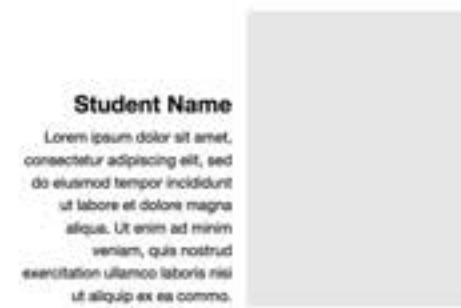 Student Name
Lorem ipsum dolor sit amet,
consectetur adipiscing elit, sed
do eiusmod tempor incididunt
ut labore et dolore magna
aliqua. Ut enim ad minim
veniam, quis nostrud
exercitation ullamco laboris nisi
ut aliquip ex ea commo.